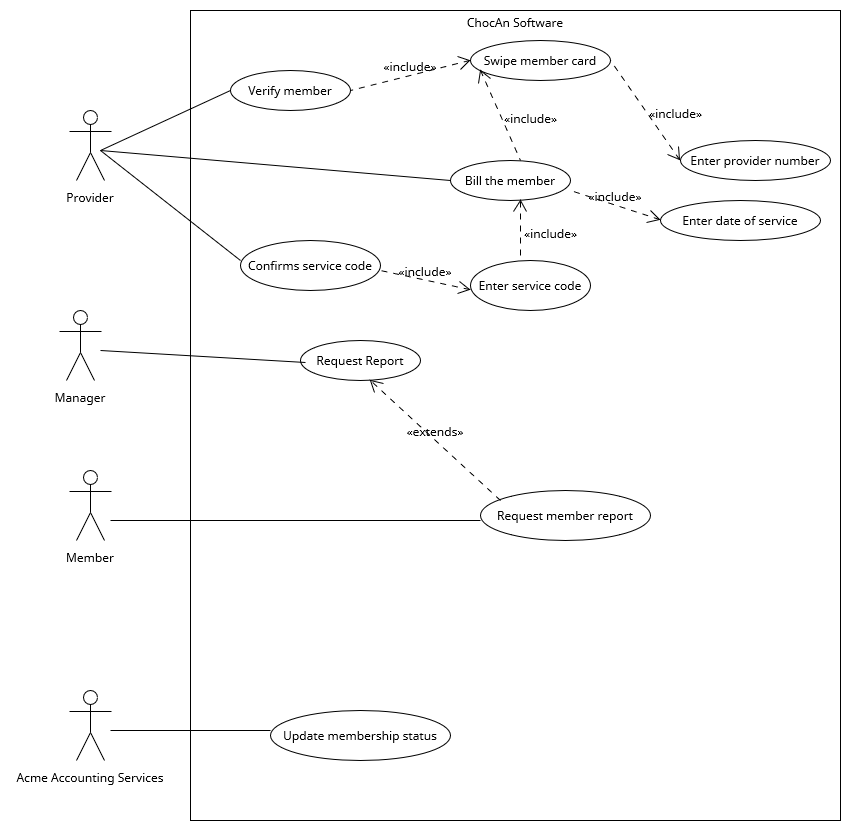 ChocAn Software
Swipe member card
«include»
Verify member
«include»
«include»
Enter provider number
Provider
Bill the member
«include»
Enter date of service
«include»
Confirms service code
«include»
Enter service code
Request Report
Manager
«extends»
Request member report
Member
Update membership status
Acme Accounting Services